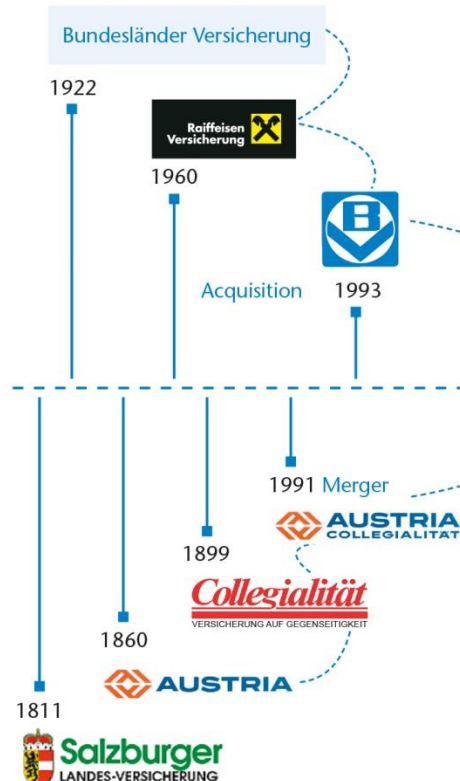 Bundesländer Versicherung
1922
Raiffeisen
Versicherung
1960
B
V
Acquisition
1993
1991 Merger
AUSTRIA
COLLEGIALITÄT
1899
Collegialität
VERSICHERUNG AUF GEGENSEITIGKEIT
1860
AUSTRIA
1811
Salzburger
LANDES-VERSICHERUNG